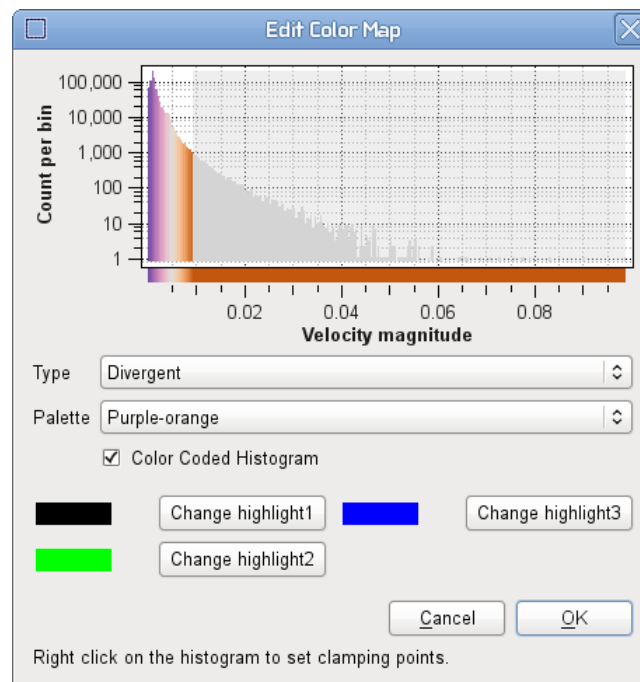 Edit Color Map
Count per bin
100,000
10,000
1,000
100
10
1
0.02 0.04 0.06 0.08
Velocity magnitude
Type Divergent
Palette Purple-orange
Color Coded Histogram
Change highlight1 Change highlight3
Change highlight2
Cancel OK
Right click on the histogram to set clamping points.